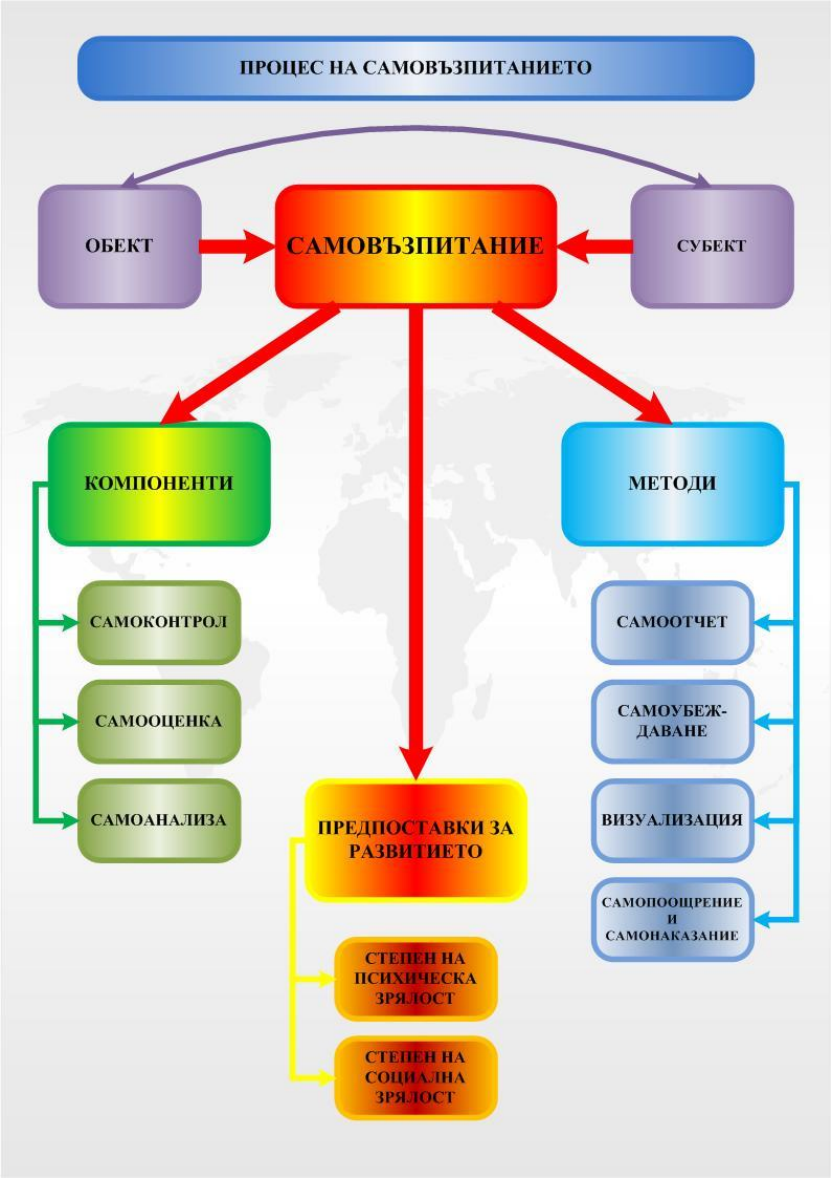 ПРОЦЕС НА САМОВЪЗПИТАНИЕТО
ОБЕКТ
САМОВЪЗПИТАНИЕ
СУБЕКТ
КОМПОНЕНТИ
САМОКОНТРОЛ
САМООЦЕНКА
САМОАНАЛИЗА
ПРЕДПОСТАВКИ ЗА
РАЗВИТИЕТО
СТЕПЕН НА
ПСИХИЧЕСКА
ЗРЯЛОСТ
СТЕПЕН НА
СОЦИАЛНА
ЗРЯЛОСТ
МЕТОДИ
САМООТЧЕТ
САМОУБЕЖ-
ДАВАНЕ
ВИЗУАЛИЗАЦИЯ
САМОПООЩРЕНИЕ
И
САМОНАКАЗАНИЕ